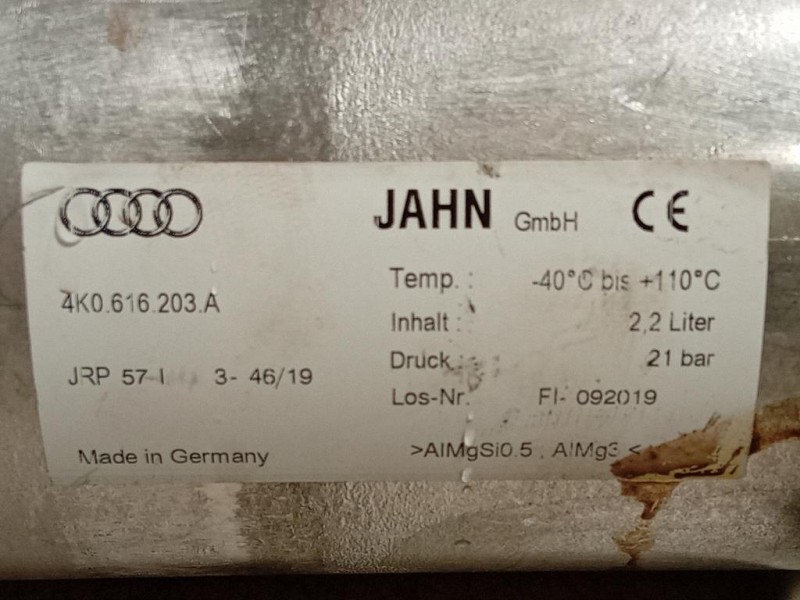 JAHN GmbH CE
4K0.616.203.A
Temp. : -40°C bis +110°C
Inhalt : 2,2 Liter
Druck : 21 bar
JRP 57 I 3- 46/19
Los-Nr. FI- 092019
Made in Germany
>AlMgSi0.5 , AlMg3 <